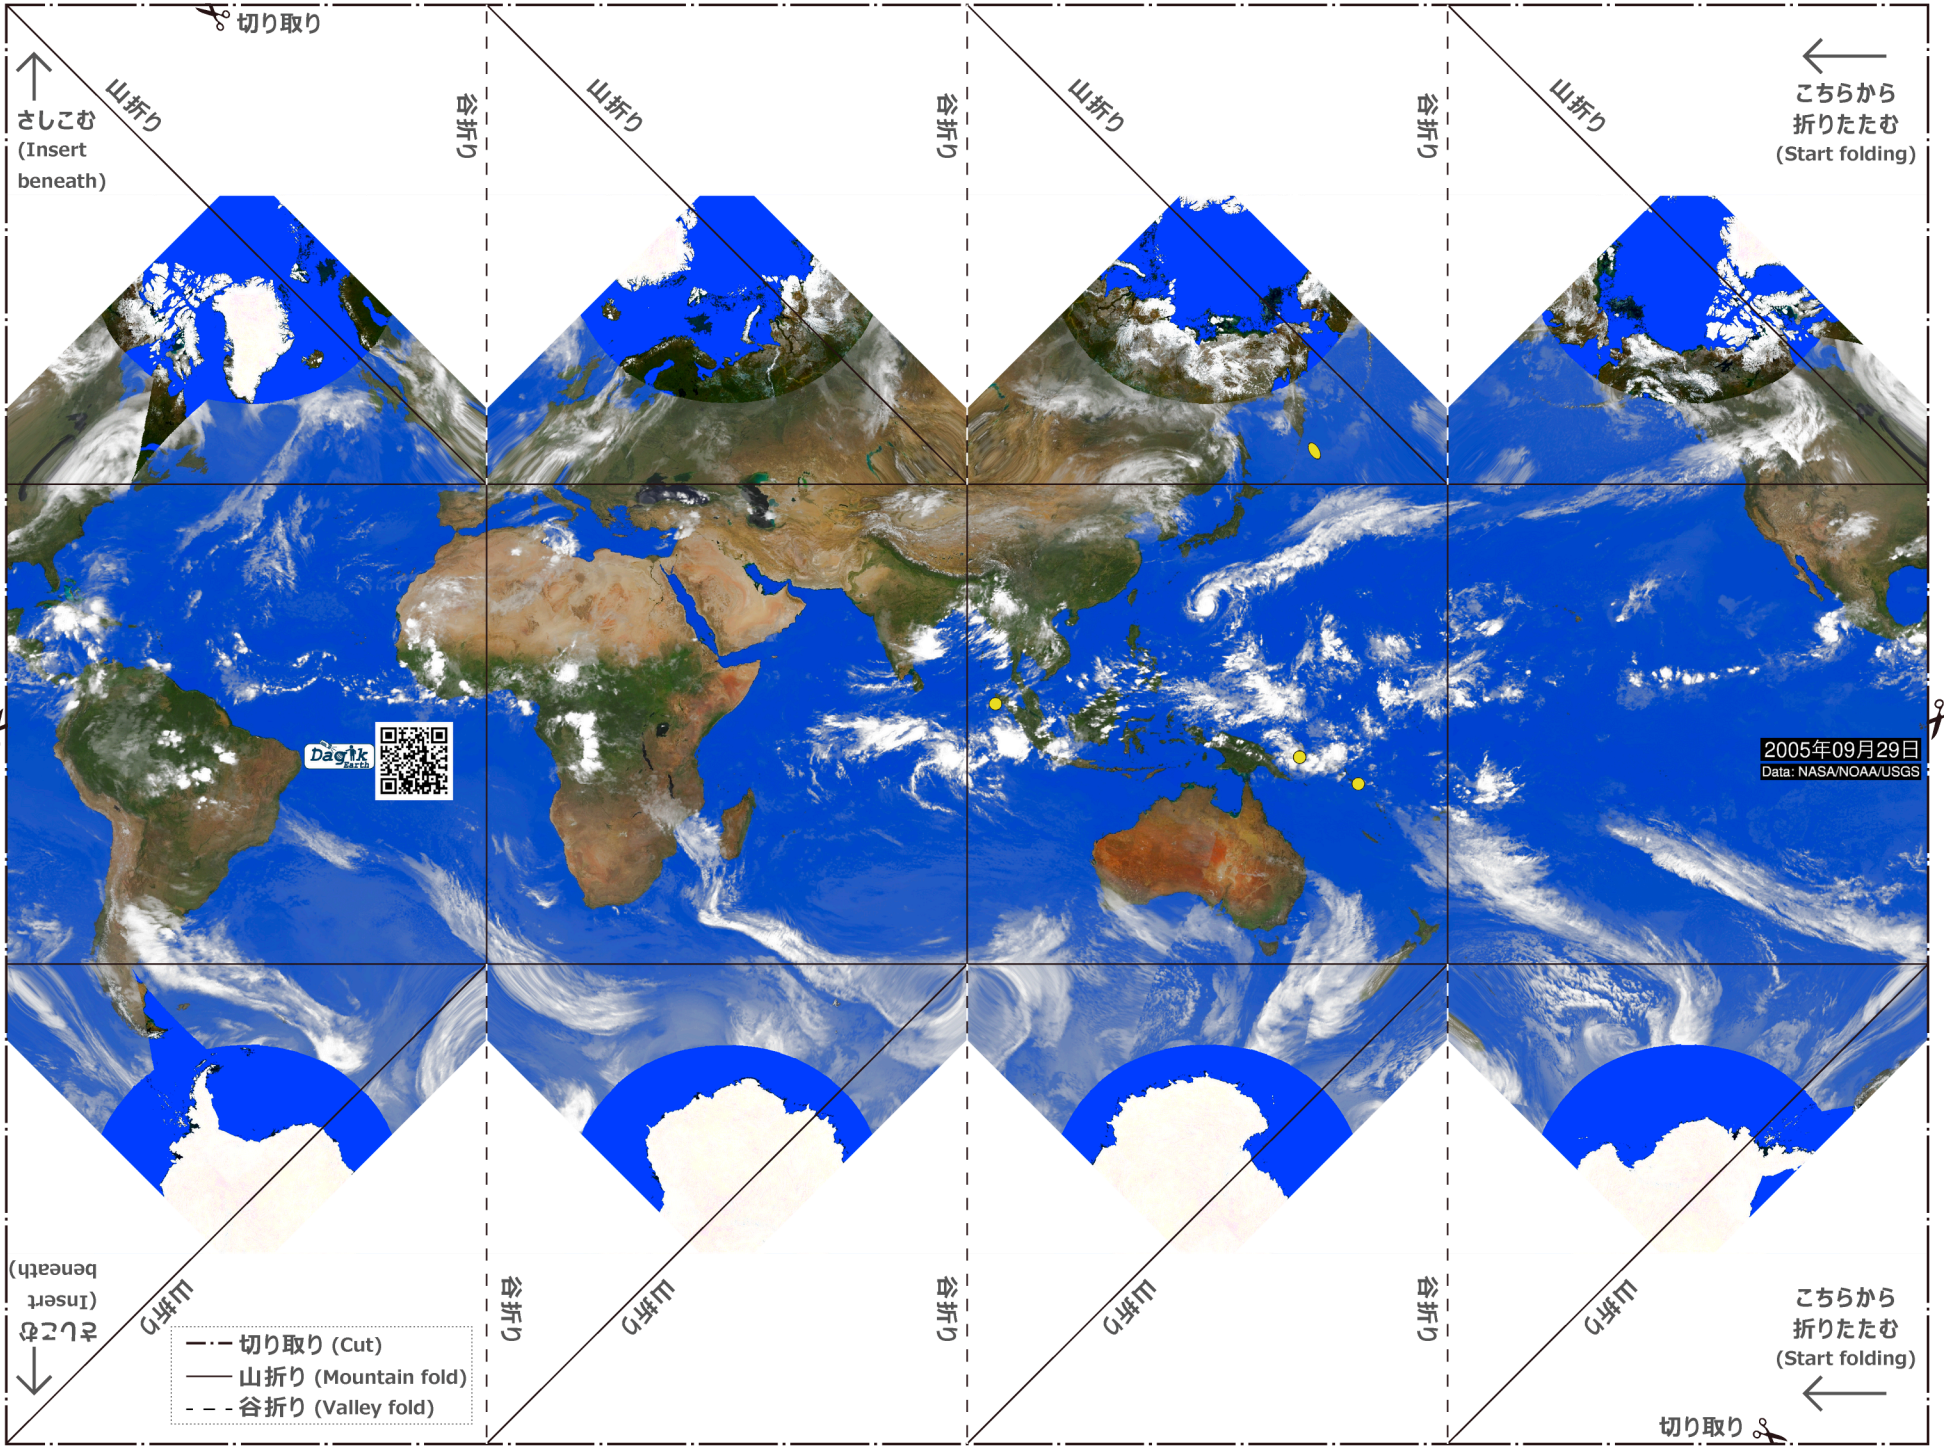 切り取り
さしこむ
(Insert
beneath)
山折り
谷折り
山折り
谷折り
山折り
谷折り
山折り
こちらから
折りたたむ
(Start folding)
Dagik
Earth
2005年09月29日
Data: NASA/NOAA/USGS
さしこむ
(Insert
beneath)
山折り
谷折り
山折り
谷折り
山折り
谷折り
山折り
こちらから
折りたたむ
(Start folding)
切り取り (Cut)
山折り (Mountain fold)
谷折り (Valley fold)
切り取り